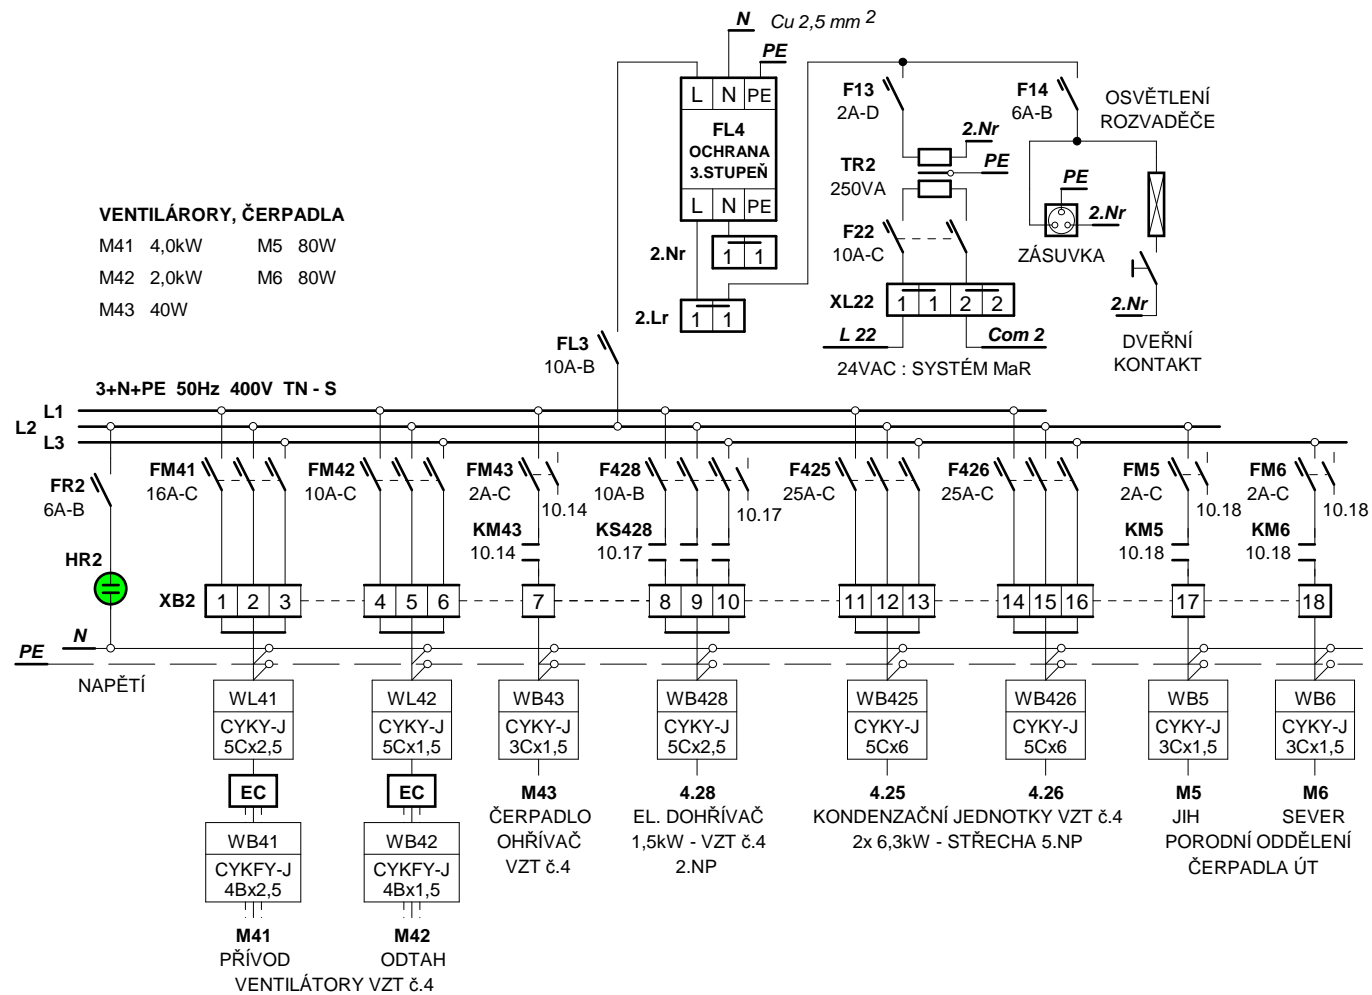 N Cu 2,5 mm 2
PE
L N PE
FL4
OCHRANA
3.STUPEŇ
L N PE
2.Nr
1 1
2.Lr
1 1
F13
2A-D
F14
6A-B
OSVĚTLENÍ
ROZVADĚČE
2.Nr
PE
TR2
250VA
PE
2.Nr
ZÁSUVKA
F22
10A-C
XL22
1 1 2 2
L 22
Com 2
24VAC : SYSTÉM MaR
2.Nr
DVEŘNÍ
KONTAKT
VENTILÁRORY, ČERPADLA
M41 4,0kW M5 80W
M42 2,0kW M6 80W
M43 40W
FL3
10A-B
3+N+PE 50Hz 400V TN - S
L1
L2
L3
FR2
6A-B
FM41
16A-C
FM42
10A-C
FM43
2A-C
10.14
F428
10A-B
10.17
F425
25A-C
F426
25A-C
FM5
2A-C
10.18
FM6
2A-C
10.18
HR2
KM43
10.14
KS428
10.17
KM5
10.18
KM6
10.18
XB2
1 2 3 4 5 6 7 8 9 10 11 12 13 14 15 16 17 18
N
PE
NAPĚTÍ
WL41
CYKY-J
5Cx2,5
WL42
CYKY-J
5Cx1,5
WB43
CYKY-J
3Cx1,5
WB428
CYKY-J
5Cx2,5
WB425
CYKY-J
5Cx6
WB426
CYKY-J
5Cx6
WB5
CYKY-J
3Cx1,5
WB6
CYKY-J
3Cx1,5
EC
EC
WB41
CYKFY-J
4Bx2,5
WB42
CYKFY-J
4Bx1,5
M43
ČERPADLO
OHŘÍVAČ
VZT č.4
4.28
EL. DOHŘÍVAČ
1,5kW - VZT č.4
2.NP
4.25 4.26
KONDENZAČNÍ JEDNOTKY VZT č.4
2x 6,3kW - STŘECHA 5.NP
M5 M6
JIH SEVER
PORODNÍ ODDĚLENÍ
ČERPADLA ÚT
M41 M42
PŘÍVOD ODTAH
VENTILÁTORY VZT č.4